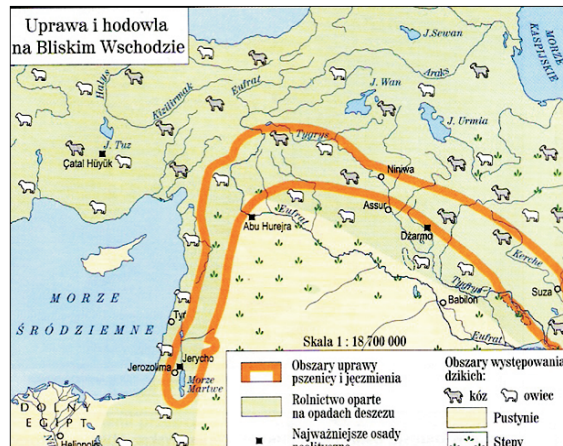 Uprawa i hodowla
na Bliskim Wschodzie
MORZE
KASPIJSKIE
J. Sewan
Araks
J. Wan
J. Urmia
Halys
Kizilirmak
Eufrat
J. Tuz
Çatal Hüyük
Tygrys
Niniwa
Assur
Abu Hurejra
Eufrat
Dżarmo
Kerche
Tygrys
Suza
Babilon
Eufrat
MORZE
ŚRÓDZIEMNE
Tyr
Jerycho
Jerozolima
Morze
Martwe
DOLNY
EGIPT
Heliopolis
Skala 1 : 18 700 000
Obszary uprawy
pszenicy i jęczmienia
Rolnictwo oparte
na opadach deszczu
Najważniejsze osady
Obszary występowania
dzikich:
kóz
owiec
Pustynie
Stepy